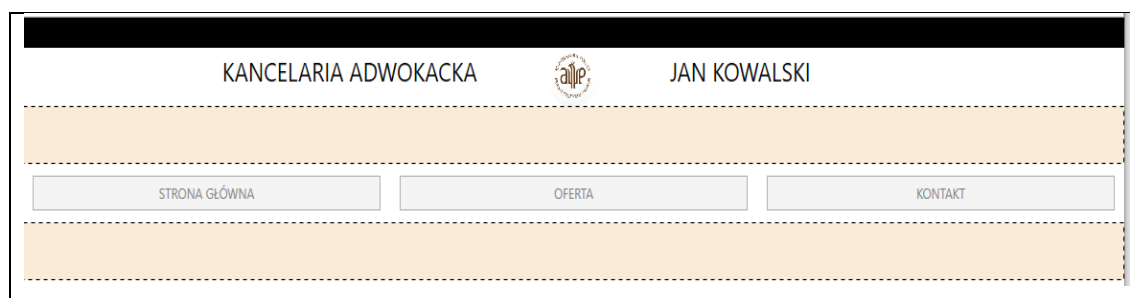 KANCELARIA ADWOKACKA JAN KOWALSKI
STRONA GŁÓWNA OFERTA KONTAKT